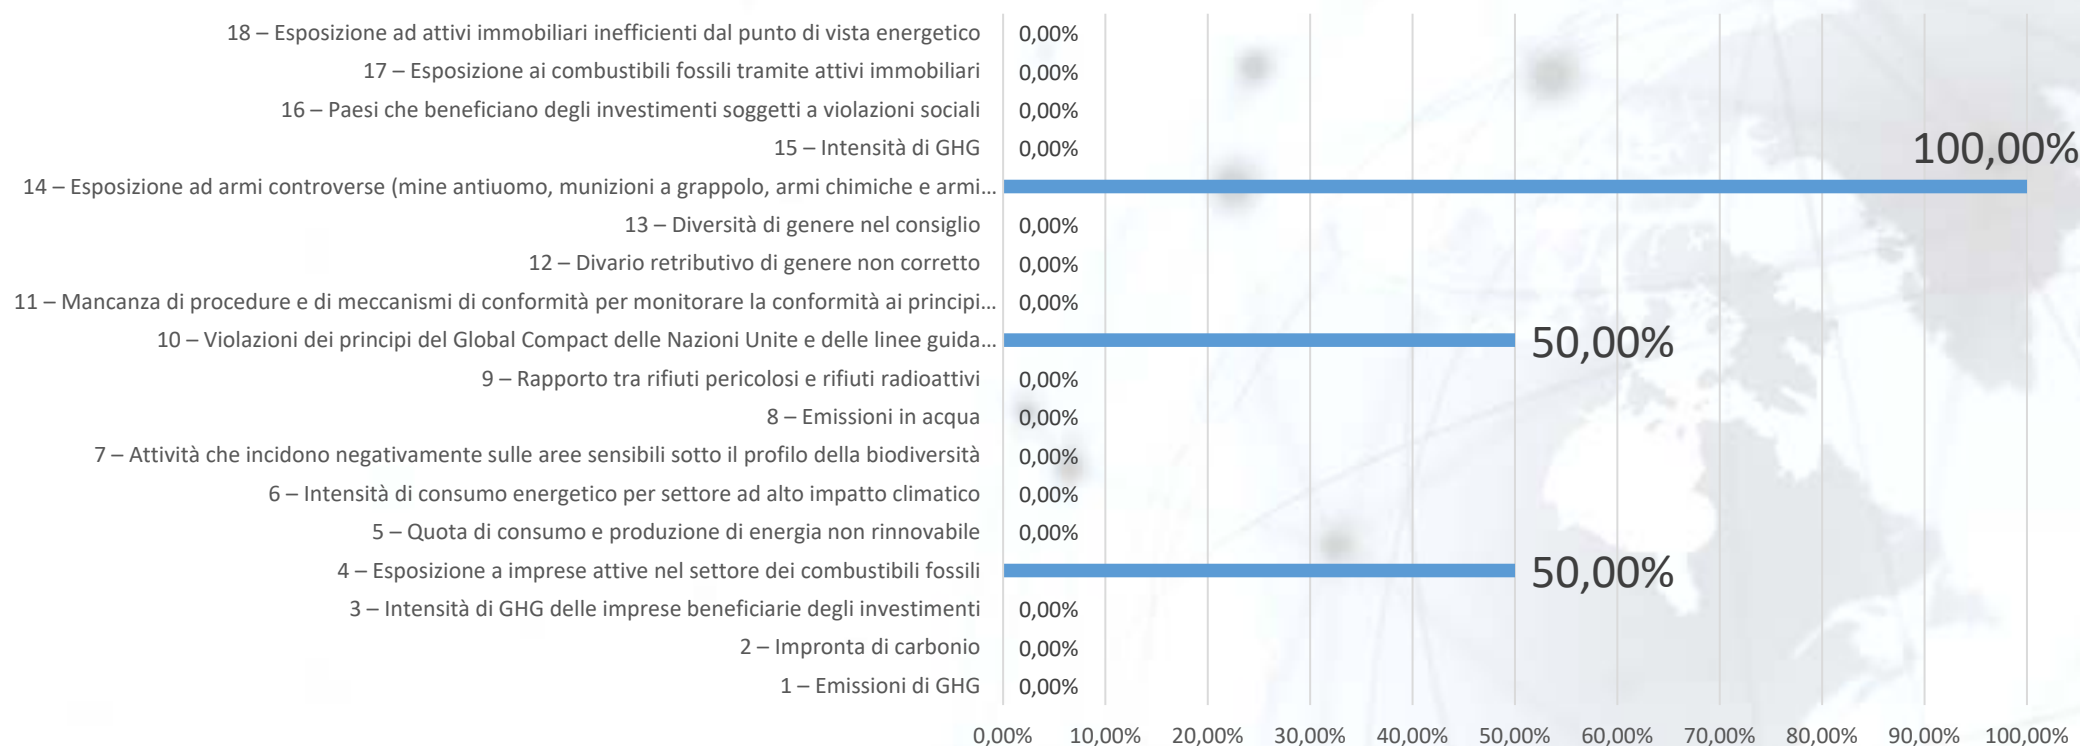 18 – Esposizione ad attivi immobiliari inefficienti dal punto di vista energetico 0,00%
17 – Esposizione ai combustibili fossili tramite attivi immobiliari 0,00%
16 – Paesi che beneficiano degli investimenti soggetti a violazioni sociali 0,00%
15 – Intensità di GHG 0,00%
14 – Esposizione ad armi controverse (mine antiuomo, munizioni a grappolo, armi chimiche e armi… 100,00%
13 – Diversità di genere nel consiglio 0,00%
12 – Divario retributivo di genere non corretto 0,00%
11 – Mancanza di procedure e di meccanismi di conformità per monitorare la conformità ai principi… 0,00%
10 – Violazioni dei principi del Global Compact delle Nazioni Unite e delle linee guida… 50,00%
9 – Rapporto tra rifiuti pericolosi e rifiuti radioattivi 0,00%
8 – Emissioni in acqua 0,00%
7 – Attività che incidono negativamente sulle aree sensibili sotto il profilo della biodiversità 0,00%
6 – Intensità di consumo energetico per settore ad alto impatto climatico 0,00%
5 – Quota di consumo e produzione di energia non rinnovabile 0,00%
4 – Esposizione a imprese attive nel settore dei combustibili fossili 50,00%
3 – Intensità di GHG delle imprese beneficiarie degli investimenti 0,00%
2 – Impronta di carbonio 0,00%
1 – Emissioni di GHG 0,00%
0,00% 10,00% 20,00% 30,00% 40,00% 50,00% 60,00% 70,00% 80,00% 90,00% 100,00%